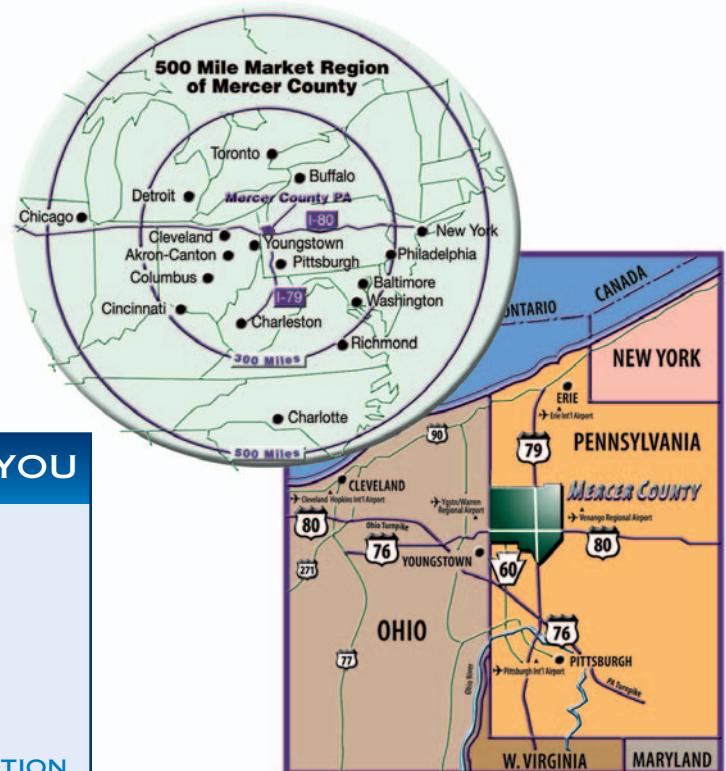 500 Mile Market Region
of Mercer County
Toronto
Buffalo
Detroit
Mercer County PA
Chicago
I-80
New York
Cleveland
Youngstown
Akron-Canton
Pittsburgh
Philadelphia
Columbus
Baltimore
I-79
Washington
Cincinnati
Charleston
Richmond
300 Miles
Charlotte
500 Miles
YOU
TION
ONTARIO
CANADA
NEW YORK
ERIE
Erie Int'l Airport
90
79
PENNSYLVANIA
CLEVELAND
MERCER COUNTY
Cleveland Hopkins Int'l Airport
Ygstn/Warren
Regional Airport
Venango Regional Airport
80
Ohio Turnpike
80
76
YOUNGSTOWN
60
271
OHIO
76
77
PITTSBURGH
Pittsburgh Int'l Airport
Ohio River
PA Turnpike
W. VIRGINIA
MARYLAND